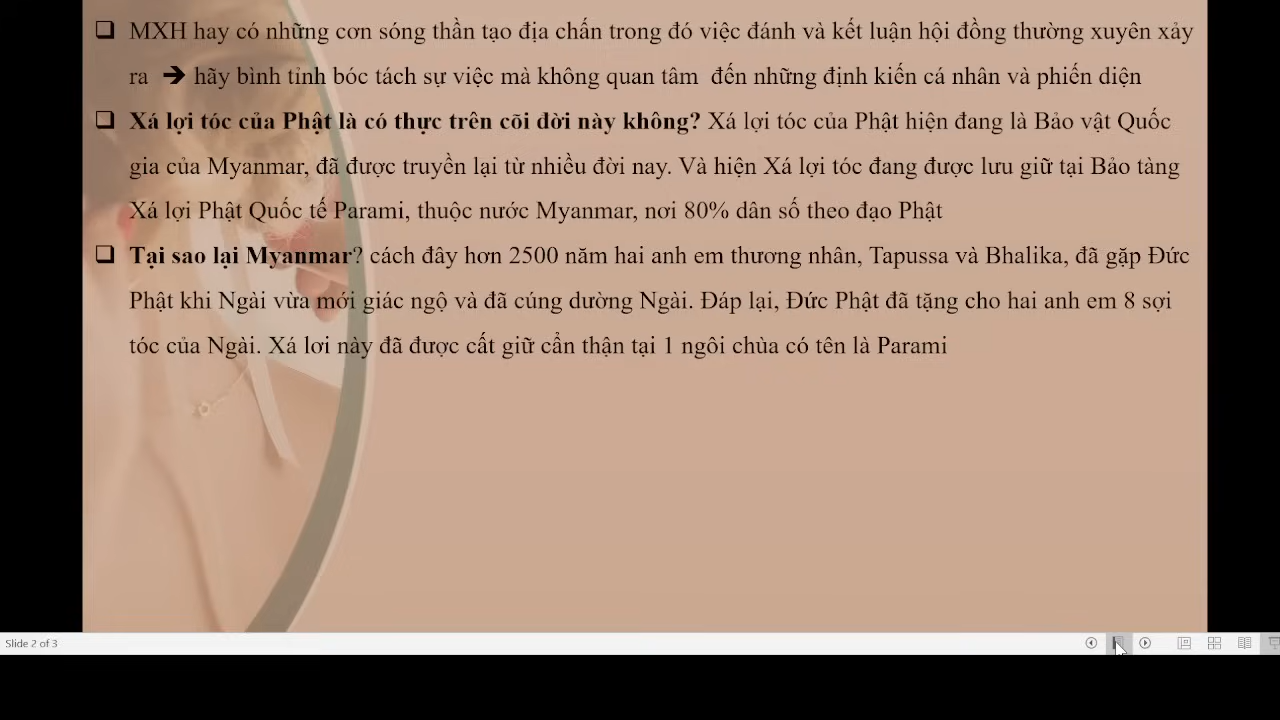 MXH hay có những cơn sóng thần tạo địa chấn trong đó việc đánh và kết luận hội đồng thường xuyên xảy
ra ➔ hãy bình tỉnh bóc tách sự việc mà không quan tâm đến những định kiến cá nhân và phiến diện
Xá lợi tóc của Phật là có thực trên cõi đời này không? Xá lợi tóc của Phật hiện đang là Bảo vật Quốc
gia của Myanmar, đã được truyền lại từ nhiều đời nay. Và hiện Xá lợi tóc đang được lưu giữ tại Bảo tàng
Xá lợi Phật Quốc tế Parami, thuộc nước Myanmar, nơi 80% dân số theo đạo Phật
Tại sao lại Myanmar? cách đây hơn 2500 năm hai anh em thương nhân, Tapussa và Bhalika, đã gặp Đức
Phật khi Ngài vừa mới giác ngộ và đã cúng dường Ngài. Đáp lại, Đức Phật đã tặng cho hai anh em 8 sợi
tóc của Ngài. Xá lơi này đã được cất giữ cẩn thận tại 1 ngôi chùa có tên là Parami
Slide 2 of 3